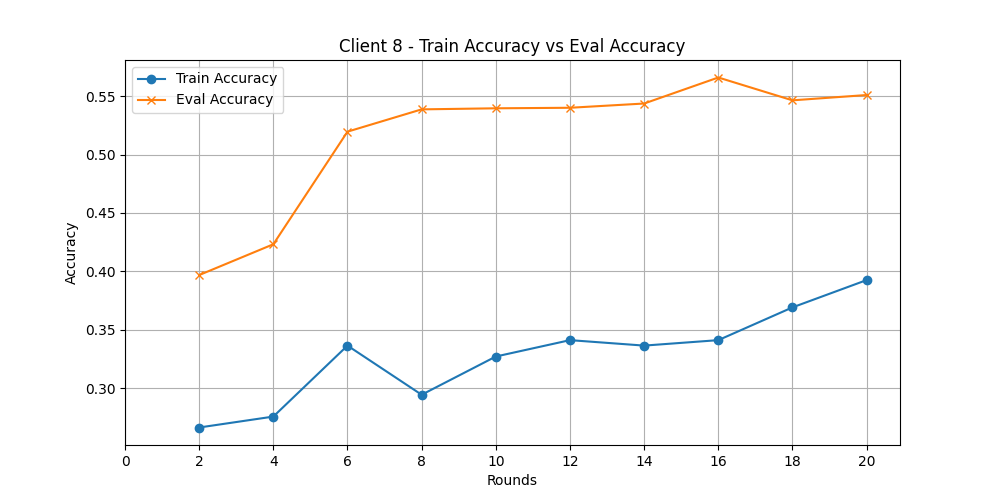 Client 8 - Train Accuracy vs Eval Accuracy
Train Accuracy
Eval Accuracy
0.55
0.50
0.45
0.40
0.35
0.30
Accuracy
0 2 4 6 8 10 12 14 16 18 20
Rounds